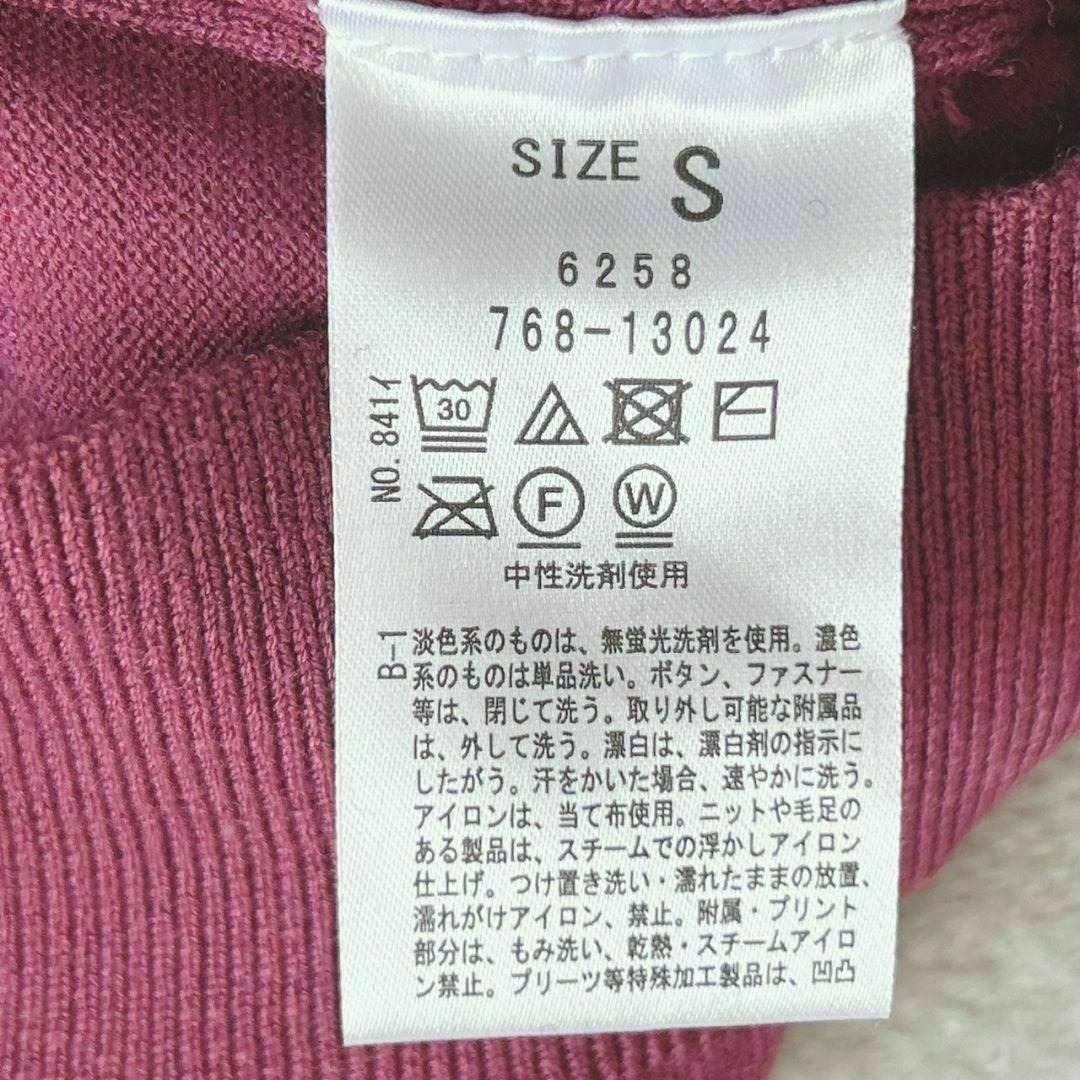 SIZE S
6258
768-13024
NO.841イ
30
F W
中性洗剤使用
B-1
淡色系のものは、無蛍光洗剤を使用。濃色
系のものは単品洗い。ボタン、ファスナー
等は、閉じて洗う。取り外し可能な附属品
は、外して洗う。漂白は、漂白剤の指示に
したがう。汗をかいた場合、速やかに洗う。
アイロンは、当て布使用。ニットや毛足の
ある製品は、スチームでの浮かしアイロン
仕上げ。つけ置き洗い・濡れたままの放置、
濡れがけアイロン、禁止。附属・プリント
部分は、もみ洗い、乾熱・スチームアイロ
ン禁止。プリーツ等特殊加工製品は、凹凸